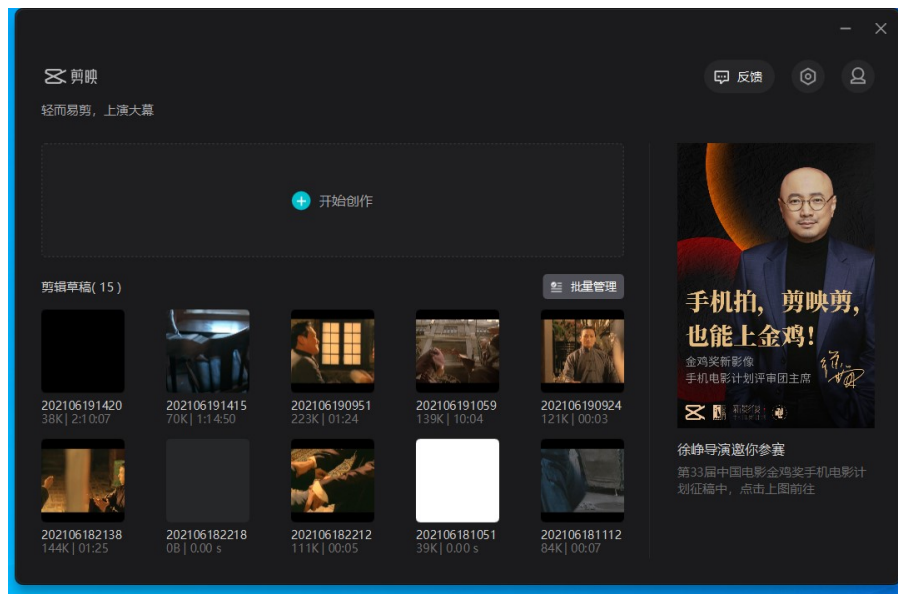 剪映
反馈
轻而易剪，上演大幕
开始创作
剪辑草稿( 15 )
批量管理
202106191420
38K | 2:10:07
202106191415
70K | 1:14:50
202106190951
223K | 01:24
202106191059
139K | 10:04
202106190924
121K | 00:03
202106182138
144K | 01:25
202106182218
0B | 0.00 s
202106182212
111K | 00:05
202106181051
39K | 0.00 s
202106181112
84K | 00:07
手机拍，剪映剪，
也能上金鸡！
金鸡奖新影像
手机电影计划评审团主席
徐峥导演邀你参赛
第33届中国电影金鸡奖手机电影计
划征稿中，点击上图前往